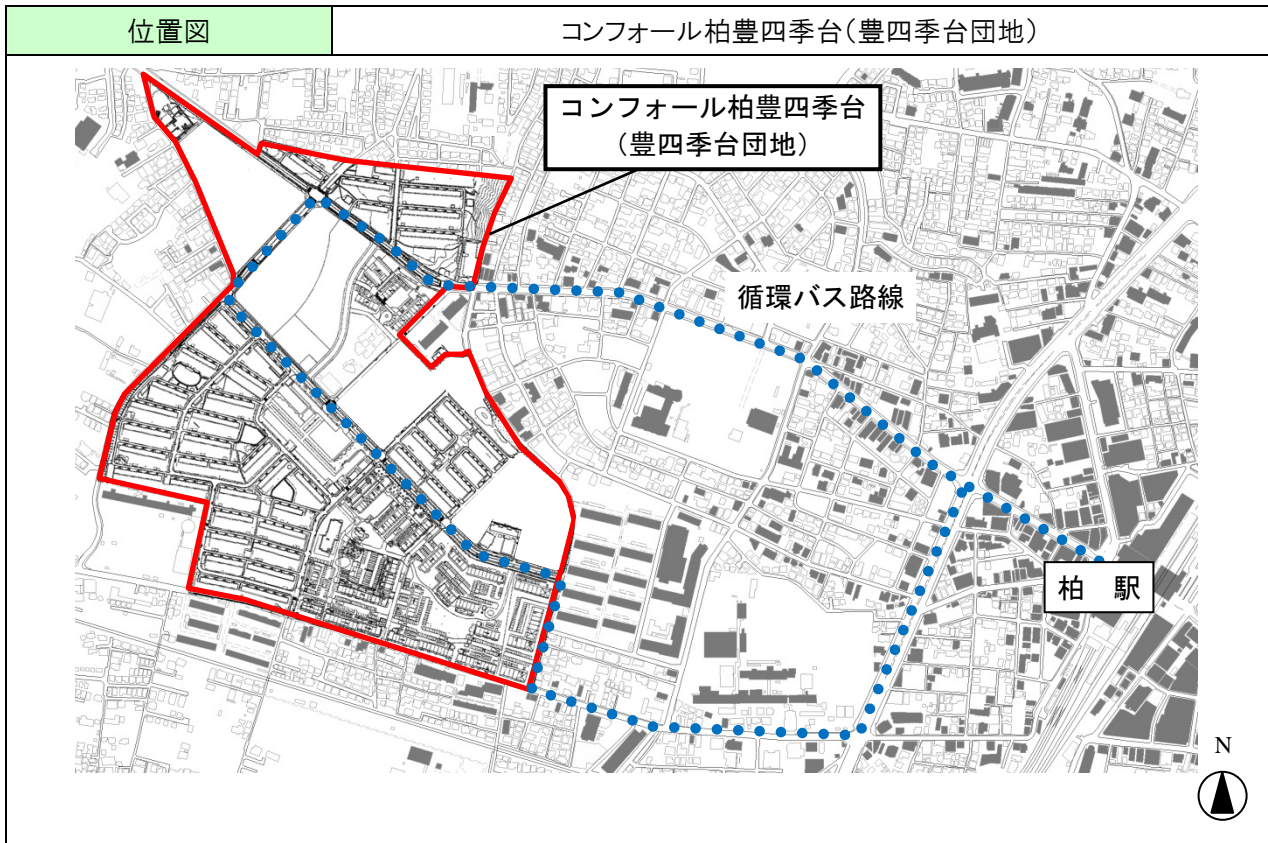 位置図
コンフォール柏豊四季台(豊四季台団地)
コンフォール柏豊四季台
(豊四季台団地)
循環バス路線
柏 駅
N